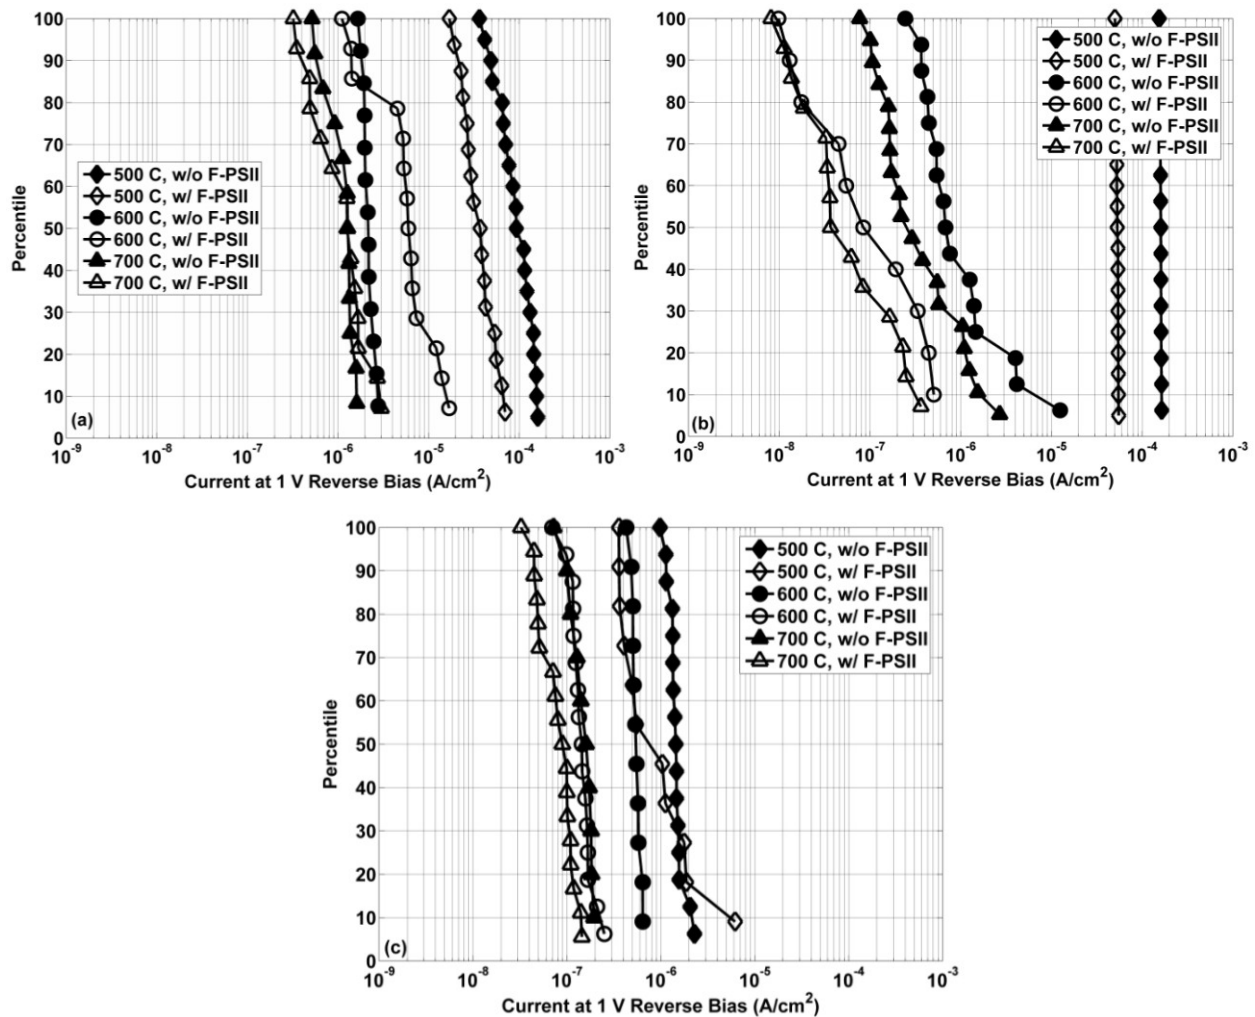 100
90
80
70
60
50
40
30
20
10
0
Percentile
500 C, w/o F-PSII
500 C, w/ F-PSII
600 C, w/o F-PSII
600 C, w/ F-PSII
700 C, w/o F-PSII
700 C, w/ F-PSII
(a)
10-9
10-8
10-7
10-6
10-5
10-4
10-3
Current at 1 V Reverse Bias (A/cm2)
100
90
80
70
60
50
40
30
20
10
0
Percentile
500 C, w/o F-PSII
500 C, w/ F-PSII
600 C, w/o F-PSII
600 C, w/ F-PSII
700 C, w/o F-PSII
700 C, w/ F-PSII
(b)
10-9
10-8
10-7
10-6
10-5
10-4
10-3
Current at 1 V Reverse Bias (A/cm2)
100
90
80
70
60
50
40
30
20
10
0
Percentile
500 C, w/o F-PSII
500 C, w/ F-PSII
600 C, w/o F-PSII
600 C, w/ F-PSII
700 C, w/o F-PSII
700 C, w/ F-PSII
(c)
10-9
10-8
10-7
10-6
10-5
10-4
10-3
Current at 1 V Reverse Bias (A/cm2)